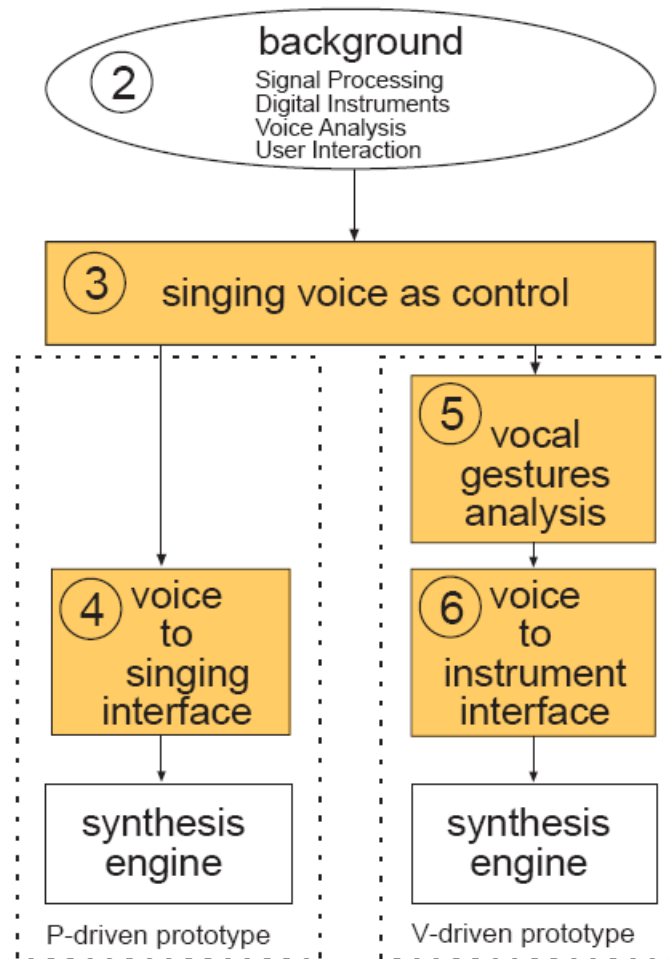 2
background
Signal Processing
Digital Instruments
Voice Analysis
User Interaction
3
singing voice as control
5
vocal
gestures
analysis
4
voice
to
singing
interface
6
voice
to
instrument
interface
synthesis
engine
synthesis
engine
P-driven prototype
V-driven prototype